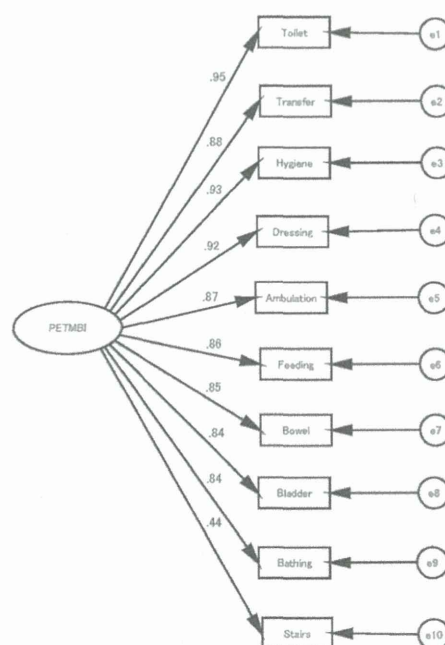 Toilet e1
.95
Transfer e2
.88
Hygiene e3
.93
Dressing e4
.92
Ambulation e5
.87
PETMBI
.86
Feeding e6
.85
Bowel e7
.84
Bladder e8
.84
Bathing e9
.44
Stairs e10